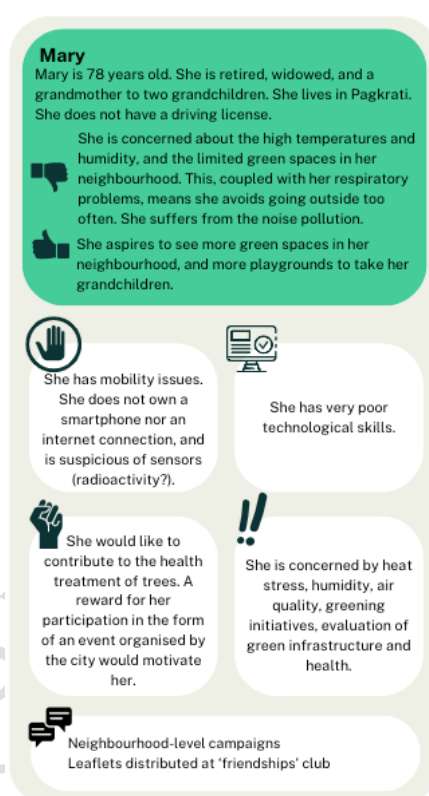 Mary
Mary is 78 years old. She is retired, widowed, and a
grandmother to two grandchildren. She lives in Pagkrati.
She does not have a driving license.
She is concerned about the high temperatures and
humidity, and the limited green spaces in her
neighbourhood. This, coupled with her respiratory
problems, means she avoids going outside too
often. She suffers from the noise pollution.
She aspires to see more green spaces in her
neighbourhood, and more playgrounds to take her
grandchildren.
She has mobility issues.
She does not own a
smartphone nor an
internet connection, and
is suspicious of sensors
(radioactivity?).
She has very poor
technological skills.
She would like to
contribute to the health
treatment of trees. A
reward for her
participation in the form
of an event organised by
the city would motivate
her.
!!
She is concerned by heat
stress, humidity, air
quality, greening
initiatives, evaluation of
green infrastructure and
health.
Neighbourhood-level campaigns
Leaflets distributed at ‘friendships’ club